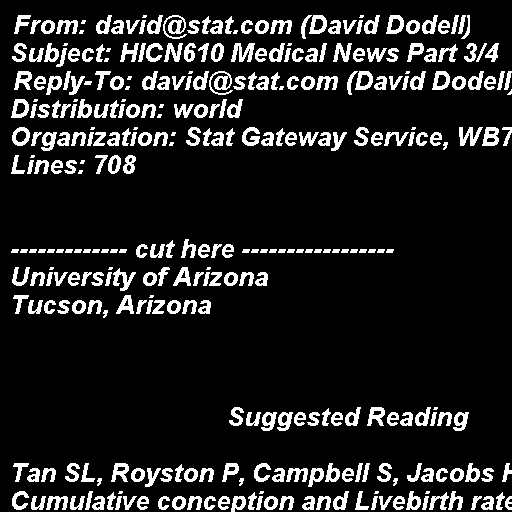 From: david@stat.com (David Dodell)
Subject: HICN610 Medical News Part 3/4
Reply-To: david@stat.com (David Dodell)
Distribution: world
Organization: Stat Gateway Service, WB7
Lines: 708
------------- cut here -----------------
University of Arizona
Tucson, Arizona
Suggested Reading
Tan SL, Royston P, Campbell S, Jacobs H
Cumulative conception and Livebirth rate